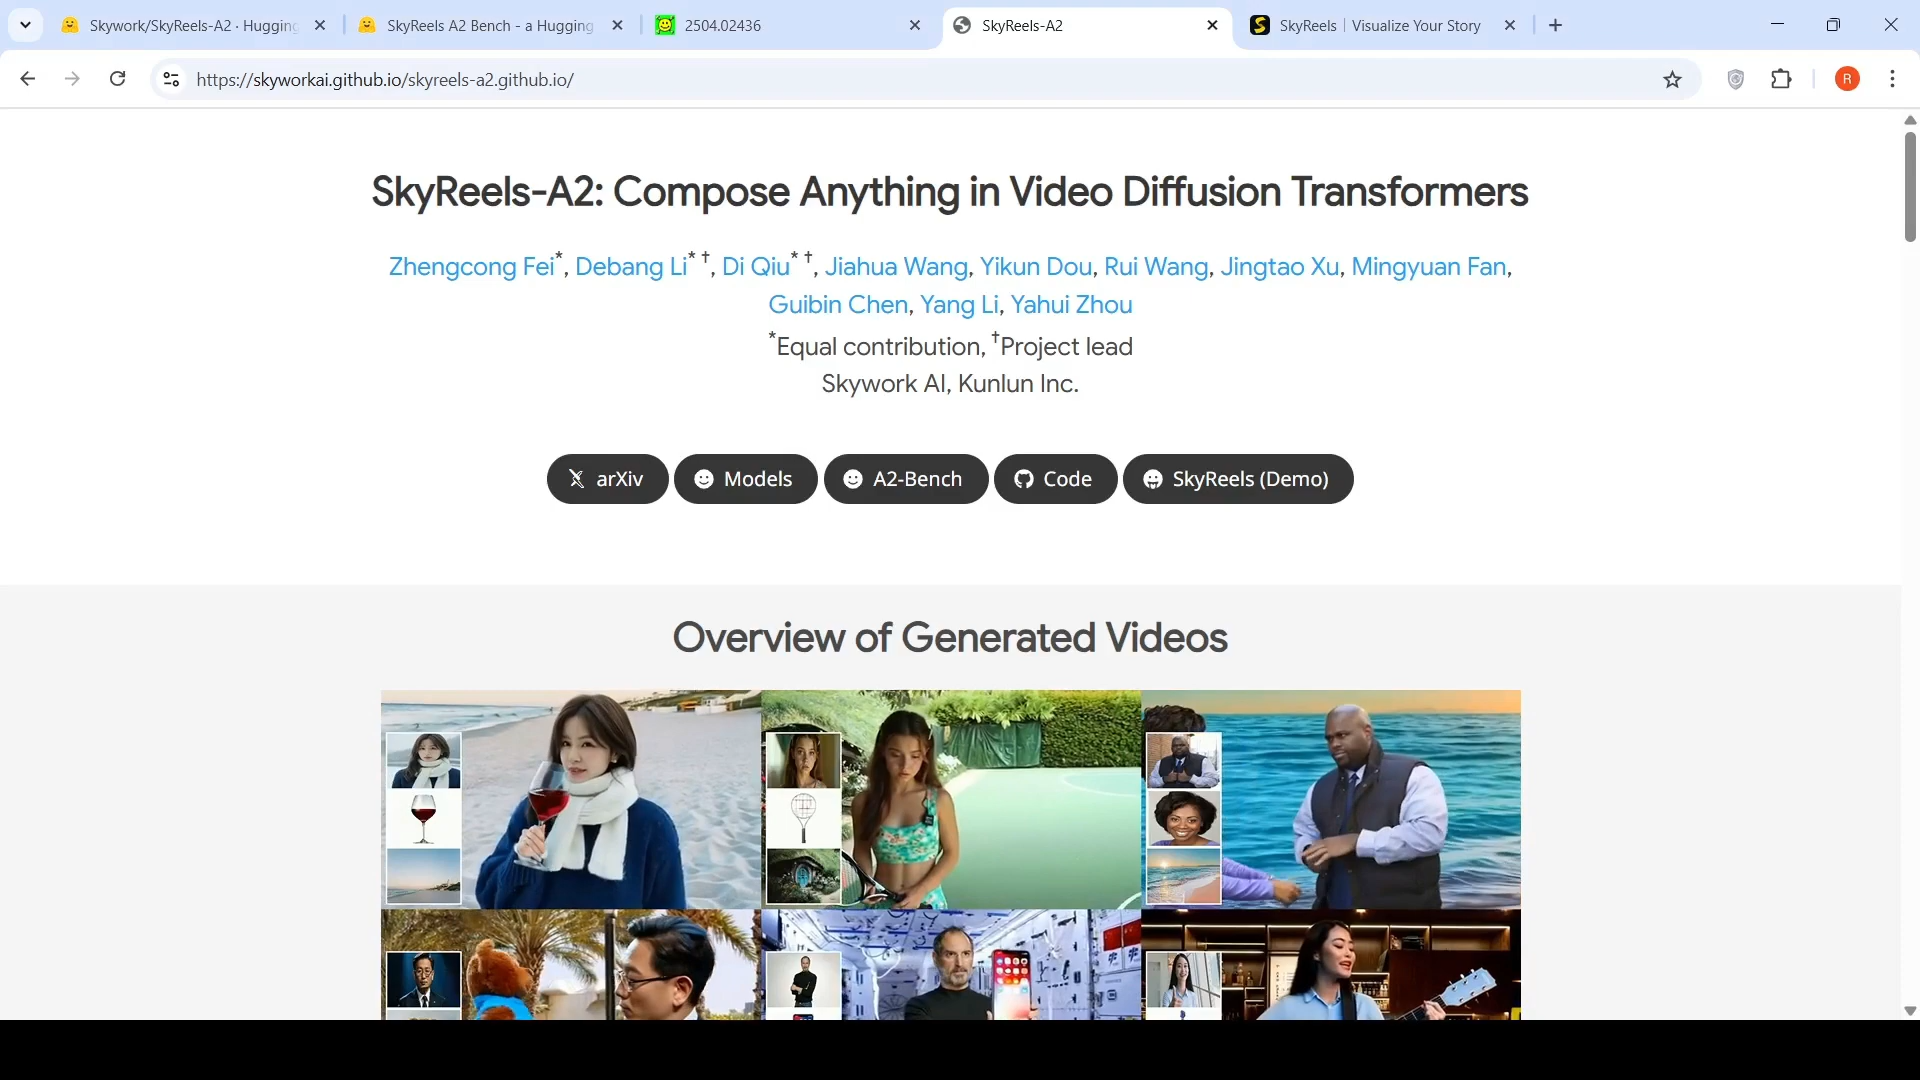 Skywork/SkyReels-A2 · Hugging
SkyReels A2 Bench - a Hugging
2504.02436
SkyReels-A2
SkyReels | Visualize Your Story
https://skyworkai.github.io/skyreels-a2.github.io/
R
SkyReels-A2: Compose Anything in Video Diffusion Transformers
Zhengcong Fei*, Debang Li* †, Di Qiu* †, Jiahua Wang, Yikun Dou, Rui Wang, Jingtao Xu, Mingyuan Fan,
Guibin Chen, Yang Li, Yahui Zhou
*Equal contribution, †Project lead
Skywork AI, Kunlun Inc.
arXiv
Models
A2-Bench
Code
SkyReels (Demo)
Overview of Generated Videos